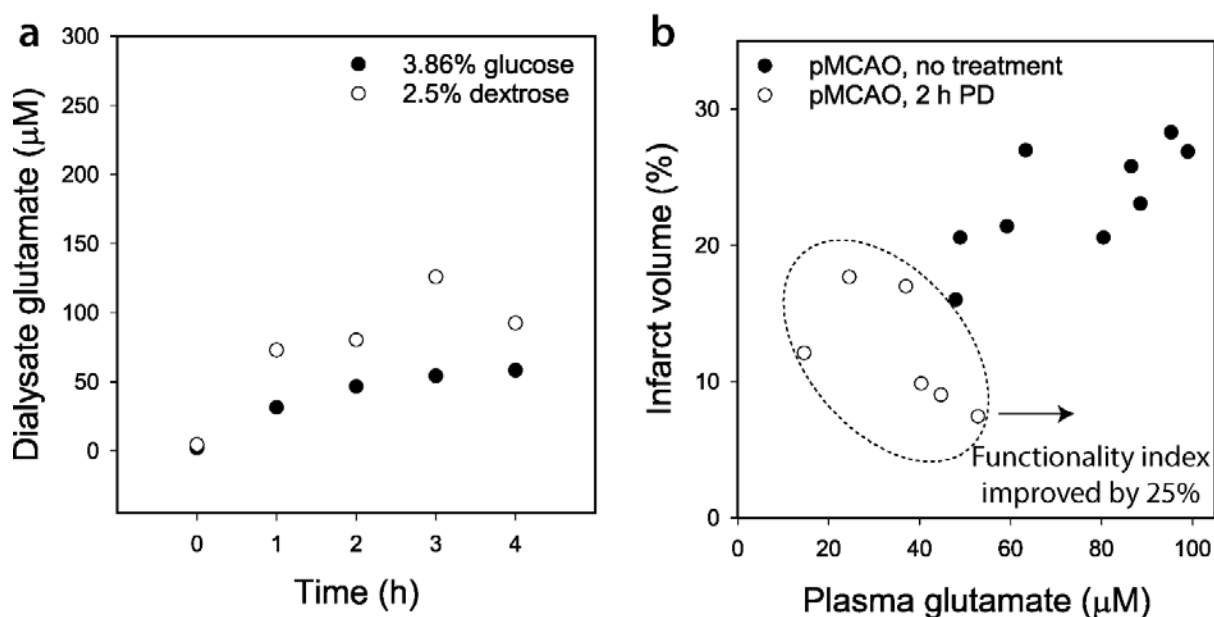 a
300
250
200
150
100
50
0
3.86% glucose
2.5% dextrose
Dialysate glutamate (μM)
0 1 2 3 4
Time (h)
b
30
20
10
0
pMCAO, no treatment
pMCAO, 2 h PD
Infarct volume (%)
Functionality index
improved by 25%
0 20 40 60 80 100
Plasma glutamate (μM)